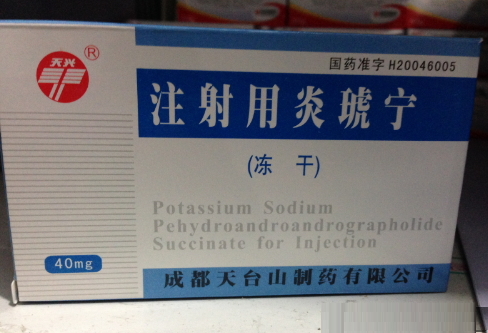 天兴
®
国药准字 H20046005
注射用炎琥宁
(冻 干)
Potassium Sodium
Pehydroandroandrographolide
Succinate for Injection
40mg
成都天台山制药有限公司